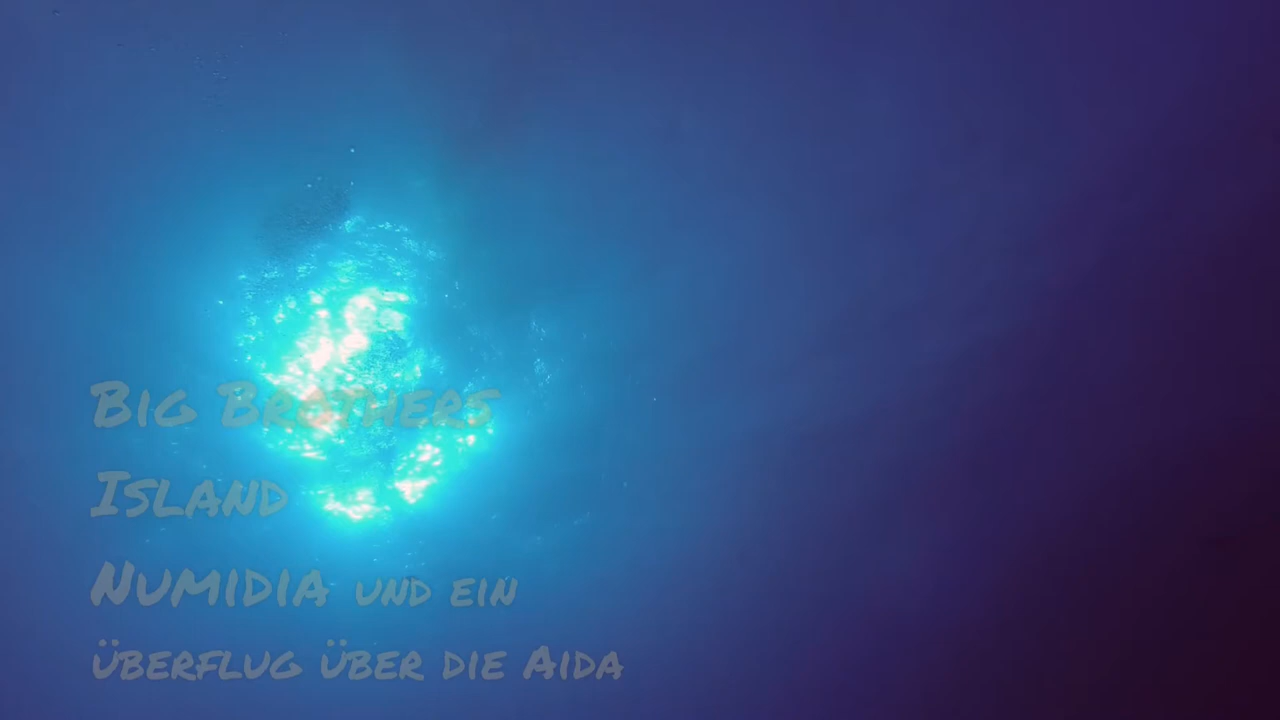 Big Brothers
Island
Numidia und ein
überflug über die Aida